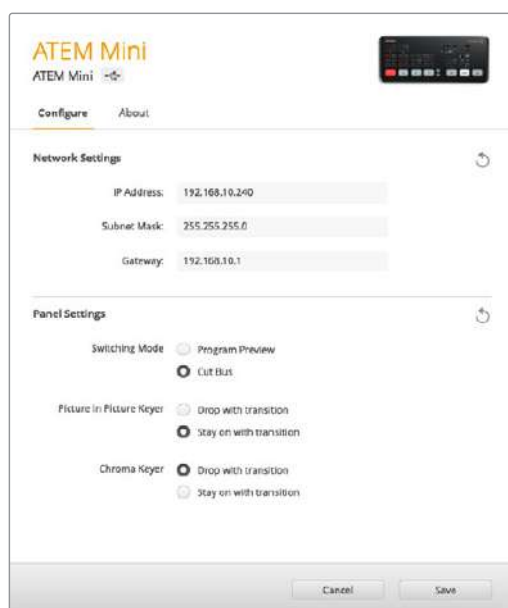 ATEM Mini
ATEM Mini
Configure About
Network Settings
IP Address: 192.168.10.240
Subnet Mask: 255.255.255.0
Gateway: 192.168.10.1
Panel Settings
Switching Mode Program Preview
Cut Bus
Picture in Picture Keyer Drop with transition
Stay on with transition
Chroma Keyer Drop with transition
Stay on with transition
Cancel Save